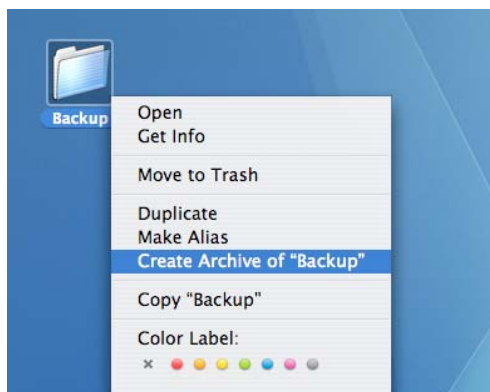 Backup
Open
Get Info
Move to Trash
Duplicate
Make Alias
Create Archive of “Backup”
Copy “Backup”
Color Label: